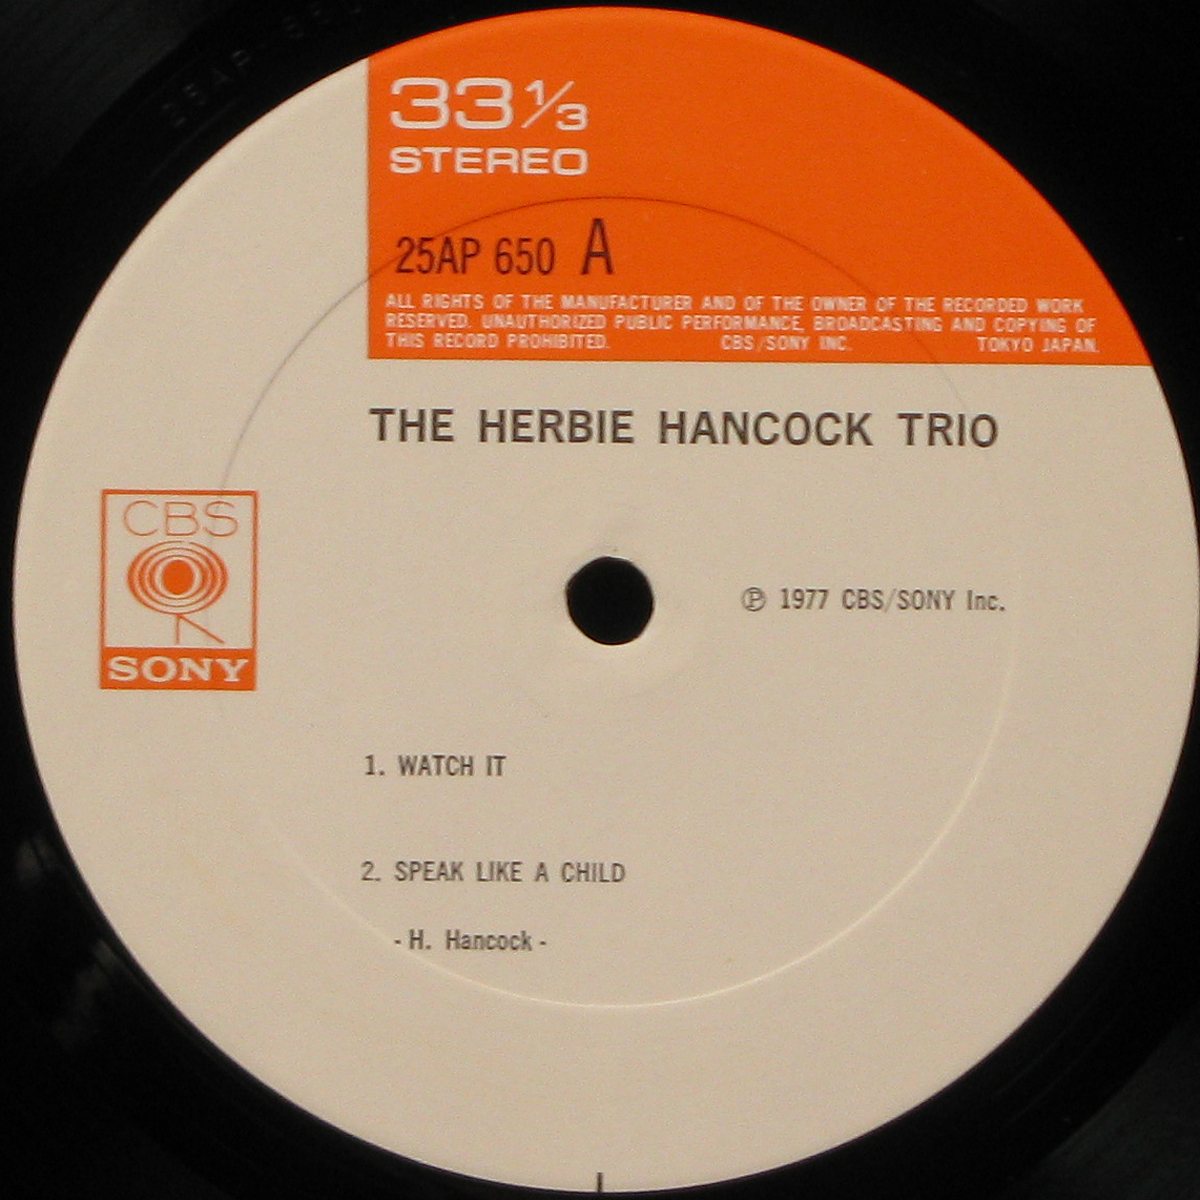 33 1/3
STEREO
25AP 650 A
ALL RIGHTS OF THE MANUFACTURER AND OF THE OWNER OF THE RECORDED WORK
RESERVED. UNAUTHORIZED PUBLIC PERFORMANCE, BROADCASTING AND COPYING OF
THIS RECORD PROHIBITED. CBS/SONY INC. TOKYO JAPAN.
THE HERBIE HANCOCK TRIO
CBS
SONY
℗ 1977 CBS/SONY Inc.
1. WATCH IT
2. SPEAK LIKE A CHILD
- H. Hancock -